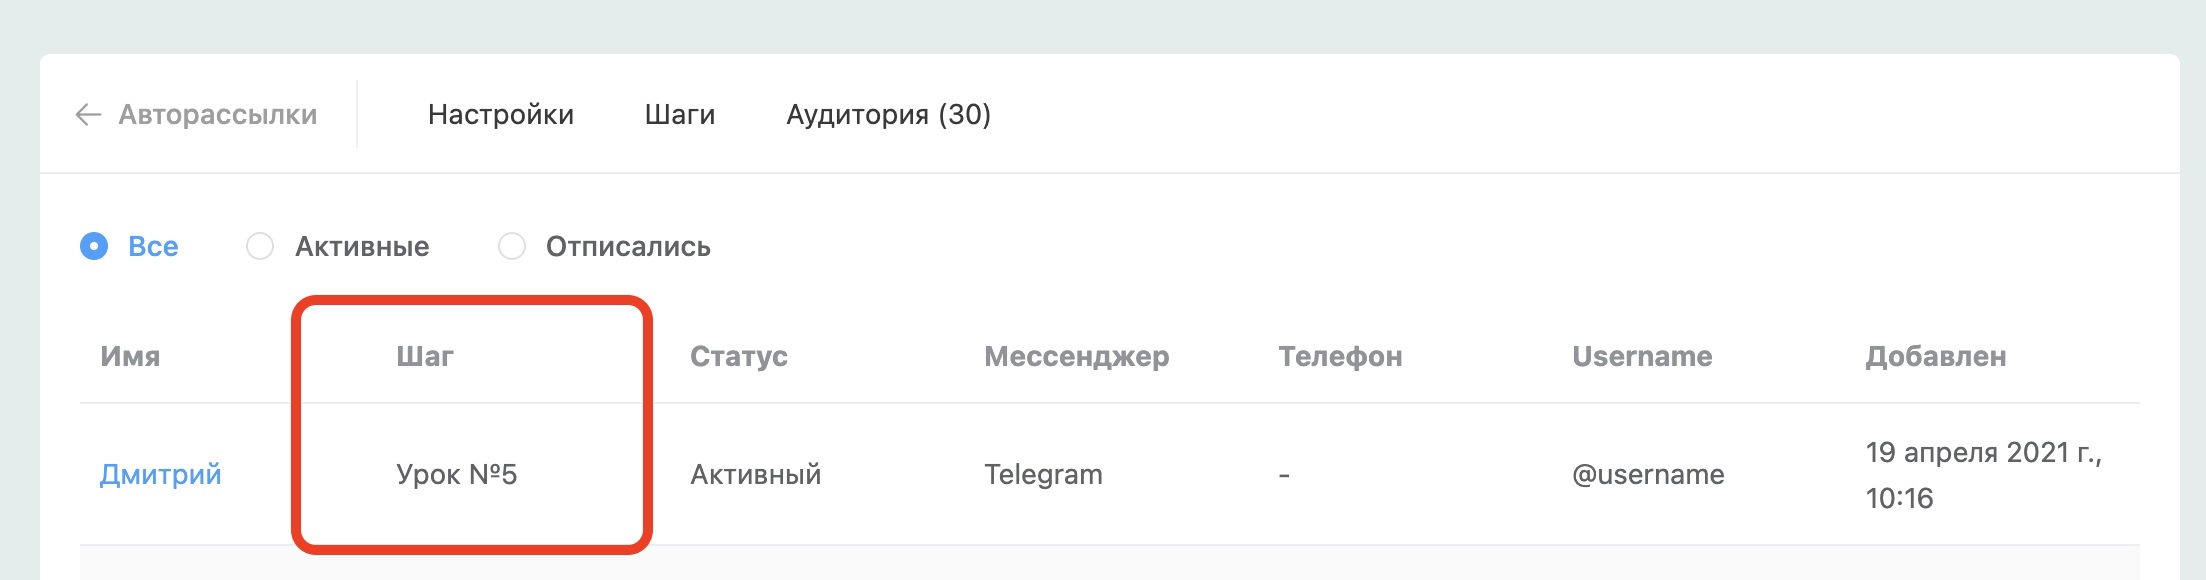 ← Авторассылки Настройки Шаги Аудитория (30)
Все Активные Отписались
Имя Шаг Статус Мессенджер Телефон Username Добавлен
Дмитрий Урок №5 Активный Telegram - @username 19 апреля 2021 г.,
10:16